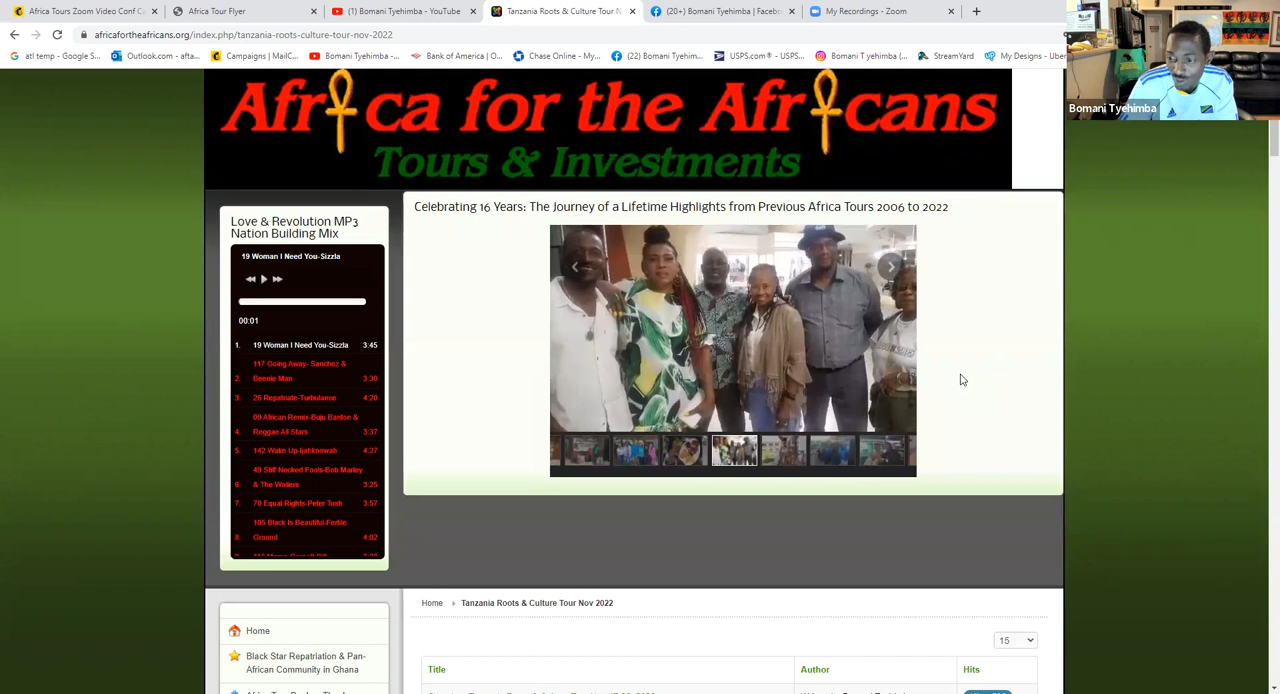 Africa Tours Zoom Video Conf C
Africa Tour Flyer
(1) Bomani Tyehimba - YouTube
Tanzania Roots & Culture Tour N
(20+) Bomani Tyehimba | Faceb
My Recordings - Zoom
africafortheafricans.org/index.php/tanzania-roots-culture-tour-nov-2022
atl temp - Google S...
Outlook.com - afta...
Campaigns | MailC...
Bomani Tyehimba -...
Bank of America | O...
Chase Online - My...
(22) Bomani Tyehim...
USPS.com® - USPS...
Bomani T yehimba...
StreamYard
My Designs - Uber
Bomani Tyehimba
Africa for the Africans
Tours & Investments
Celebrating 16 Years: The Journey of a Lifetime Highlights from Previous Africa Tours 2006 to 2022
Love & Revolution MP3
Nation Building Mix
19 Woman I Need You-Sizzla
00:01
1. 19 Woman I Need You-Sizzla 3:45
117 Going Away- Sanchez &
2. Beenie Man 3:30
3. 26 Repatriate-Turbulance 4:20
09 African Remix-Buju Banton &
4. Reggae All Stars 3:37
5. 142 Wake Up-Ijahkonwah 4:27
49 Stiff Necked Fools-Bob Marley
6. & The Wailers 3:25
7. 70 Equal Rights-Peter Tosh 3:57
105 Black Is Beautiful-Fertile
8. Ground 4:02
Home
Tanzania Roots & Culture Tour Nov 2022
15
Home
Black Star Repatriation & Pan-
African Community in Ghana
Title
Author
Hits